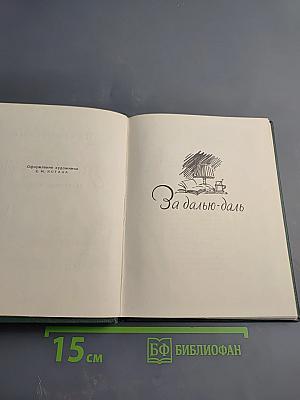 Оформление художника
За далью-даль
15 см
БФ БИБЛИОФАН